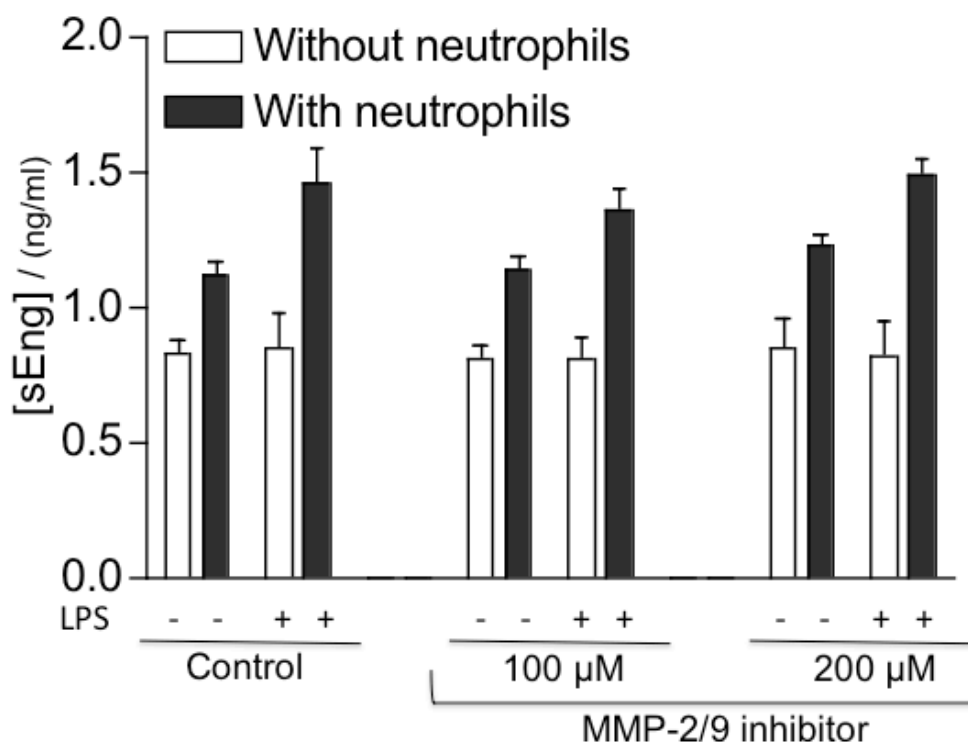 2.0
Without neutrophils
With neutrophils
1.5
1.0
0.5
0.0
[sEng] / (ng/ml)
LPS - - + + - - + + - - + +
Control 100 µM 200 µM
MMP-2/9 inhibitor